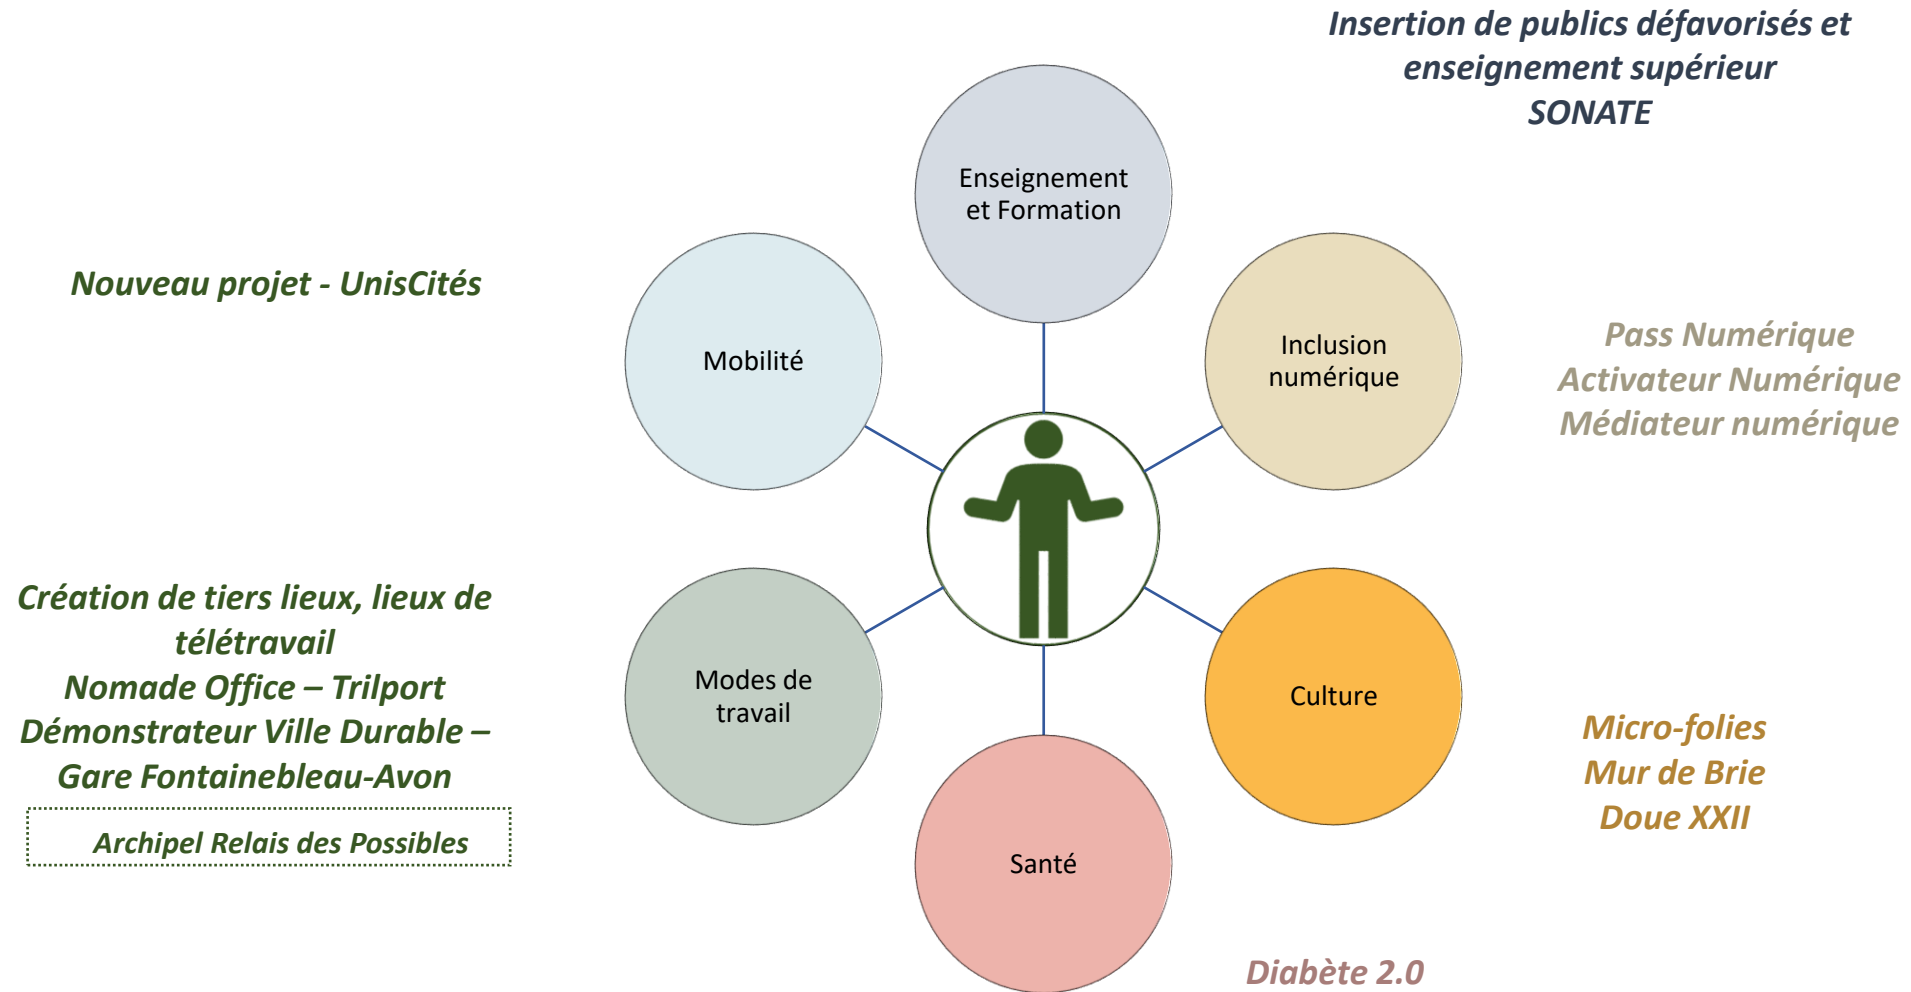 Insertion de publics défavorisés et
enseignement supérieur
SONATE
Enseignement
et Formation
Nouveau projet - UnisCités
Mobilité
Inclusion
numérique
Pass Numérique
Activateur Numérique
Médiateur numérique
Création de tiers lieux, lieux de
télétravail
Nomade Office – Trilport
Démonstrateur Ville Durable –
Gare Fontainebleau-Avon
Archipel Relais des Possibles
Modes de
travail
Culture
Micro-folies
Mur de Brie
Doue XXII
Santé
Diabète 2.0